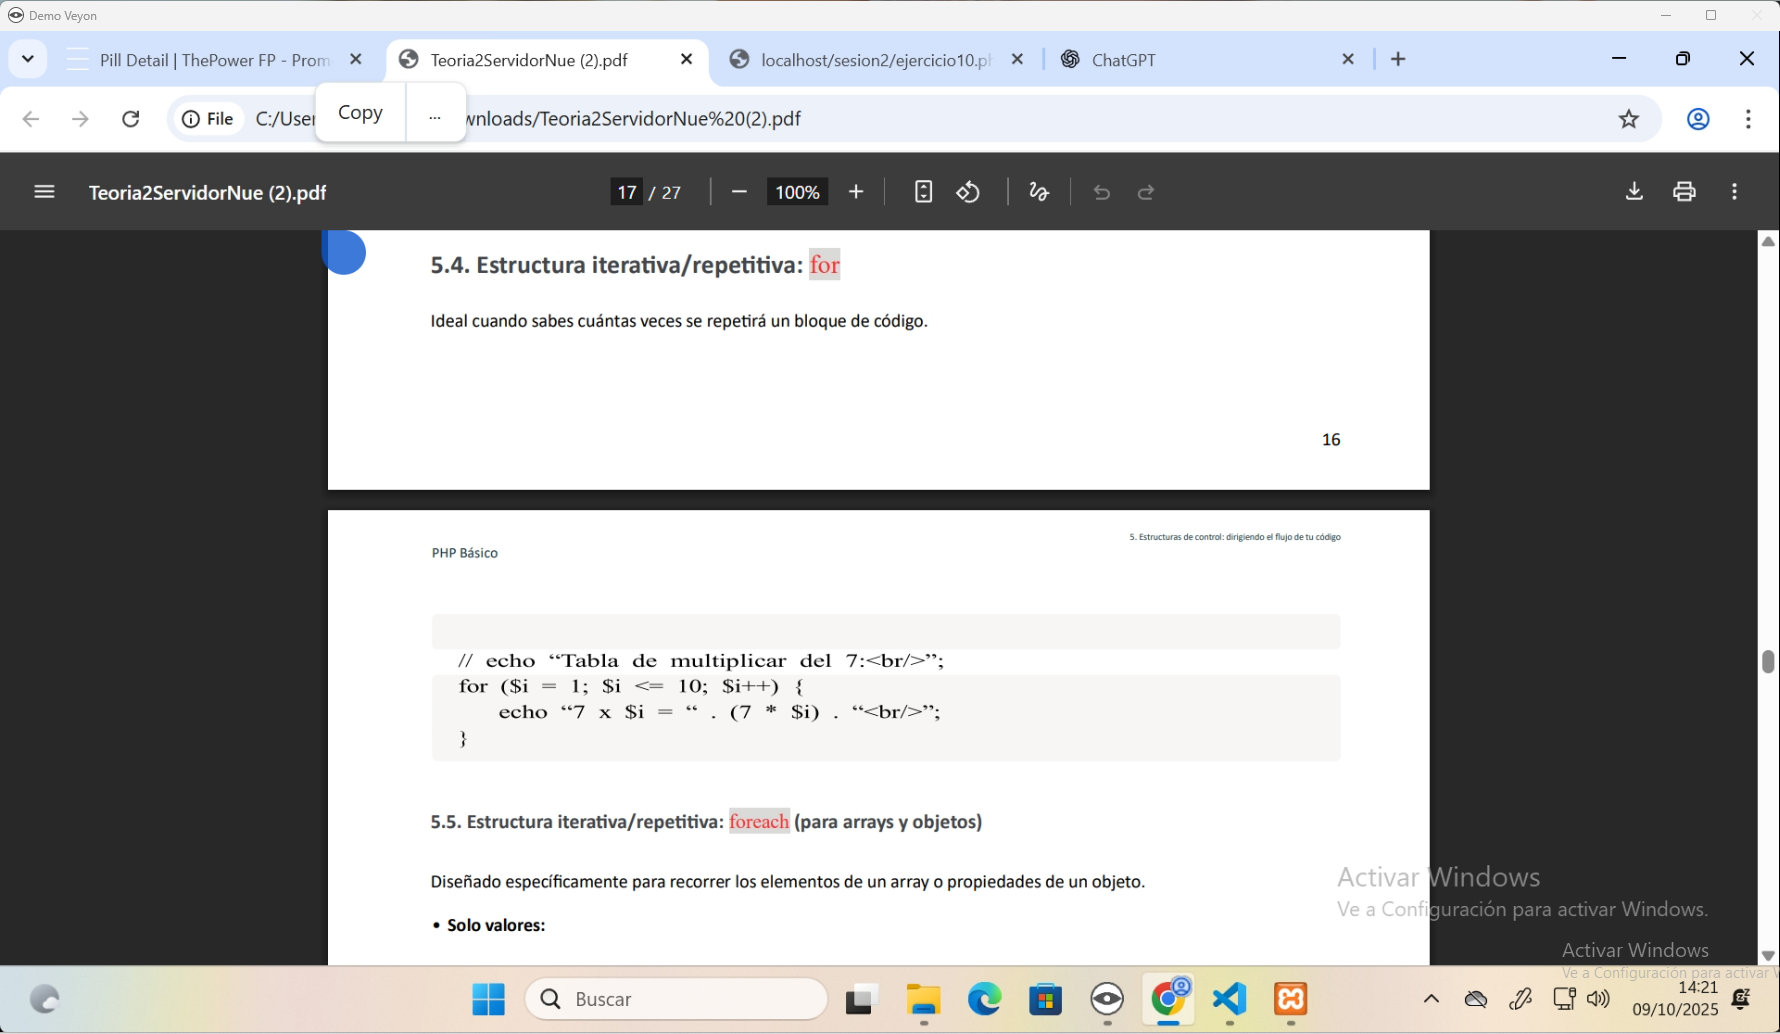 Demo Veyon
Pill Detail | ThePower FP - Prom
Teoria2ServidorNue (2).pdf
localhost/sesion2/ejercicio10.ph
ChatGPT
File
C:/User
Copy
...
wnloads/Teoria2ServidorNue%20(2).pdf
Teoria2ServidorNue (2).pdf
17 / 27
100%
5.4. Estructura iterativa/repetitiva: for
Ideal cuando sabes cuántas veces se repetirá un bloque de código.
16
5. Estructuras de control: dirigiendo el flujo de tu código
PHP Básico
// echo “Tabla de multiplicar del 7:<br/>”;
for ($i = 1; $i <= 10; $i++) {
echo “7 x $i = “ . (7 * $i) . “<br/>”;
}
5.5. Estructura iterativa/repetitiva: foreach (para arrays y objetos)
Diseñado específicamente para recorrer los elementos de un array o propiedades de un objeto.
• Solo valores:
Activar Windows
Ve a Configuración para activar Windows.
Activar Windows
Ve a Configuración para activar W
Buscar
14:21
09/10/2025